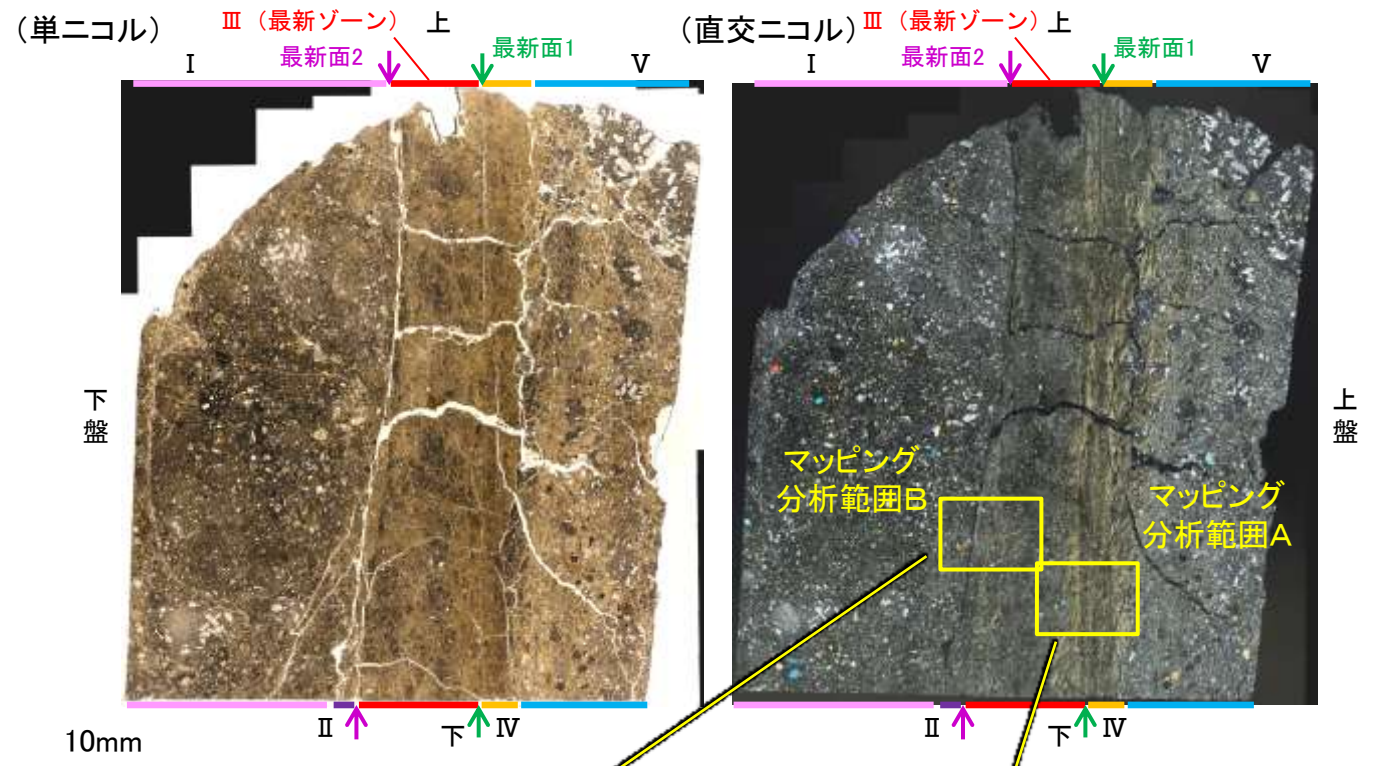 (単ニコル)
Ⅲ(最新ゾーン)
上
Ⅰ
最新面2
最新面1
Ⅴ
下盤
Ⅱ
下
Ⅳ
10mm
(直交ニコル)
Ⅲ(最新ゾーン)
上
Ⅰ
最新面2
最新面1
Ⅴ
上盤
マッピング
分析範囲B
マッピング
分析範囲A
Ⅱ
下
Ⅳ